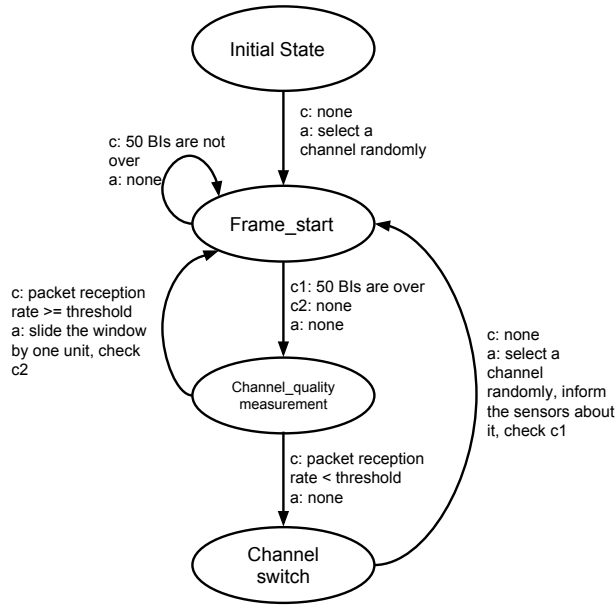 Initial State
c: none
a: select a
channel randomly
c: 50 BIs are not
over
a: none
Frame_start
c: packet reception
rate >= threshold
a: slide the window
by one unit, check
c2
c1: 50 BIs are over
c2: none
a: none
c: none
a: select a
channel
randomly, inform
the sensors about
it, check c1
Channel_quality
measurement
c: packet reception
rate < threshold
a: none
Channel
switch